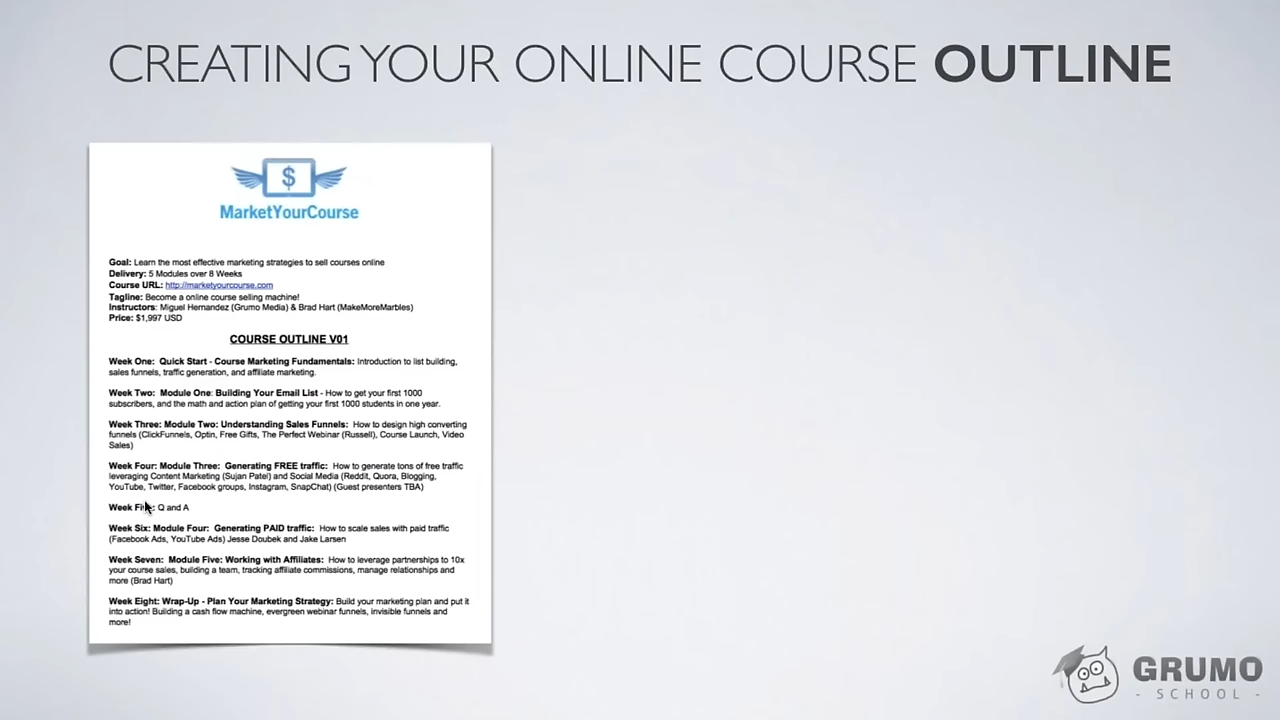 CREATING YOUR ONLINE COURSE OUTLINE
$
MarketYourCourse
Goal: Learn the most effective marketing strategies to sell courses online
Delivery: 5 Modules over 8 Weeks
Course URL: http://marketyourcourse.com
Tagline: Become a online course selling machine!
Instructors: Miguel Hernandez (Grumo Media) & Brad Hart (MakeMoreMarbles)
Price: $1,997 USD
COURSE OUTLINE V01
Week One: Quick Start - Course Marketing Fundamentals: Introduction to list building,
sales funnels, traffic generation, and affiliate marketing.
Week Two: Module One: Building Your Email List - How to get your first 1000
subscribers, and the math and action plan of getting your first 1000 students in one year.
Week Three: Module Two: Understanding Sales Funnels: How to design high converting
funnels (ClickFunnels, Optin, Free Gifts, The Perfect Webinar (Russell), Course Launch, Video
Sales)
Week Four: Module Three: Generating FREE traffic: How to generate tons of free traffic
leveraging Content Marketing (Sujan Patel) and Social Media (Reddit, Quora, Blogging,
YouTube, Twitter, Facebook groups, Instagram, SnapChat) (Guest presenters TBA)
Week Five: Q and A
Week Six: Module Four: Generating PAID traffic: How to scale sales with paid traffic
(Facebook Ads, YouTube Ads) Jesse Doubek and Jake Larsen
Week Seven: Module Five: Working with Affiliates: How to leverage partnerships to 10x
your course sales, building a team, tracking affiliate commissions, manage relationships and
more (Brad Hart)
Week Eight: Wrap-Up - Plan Your Marketing Strategy: Build your marketing plan and put it
into action! Building a cash flow machine, evergreen webinar funnels, invisible funnels and
more!
GRUMO
- SCHOOL -